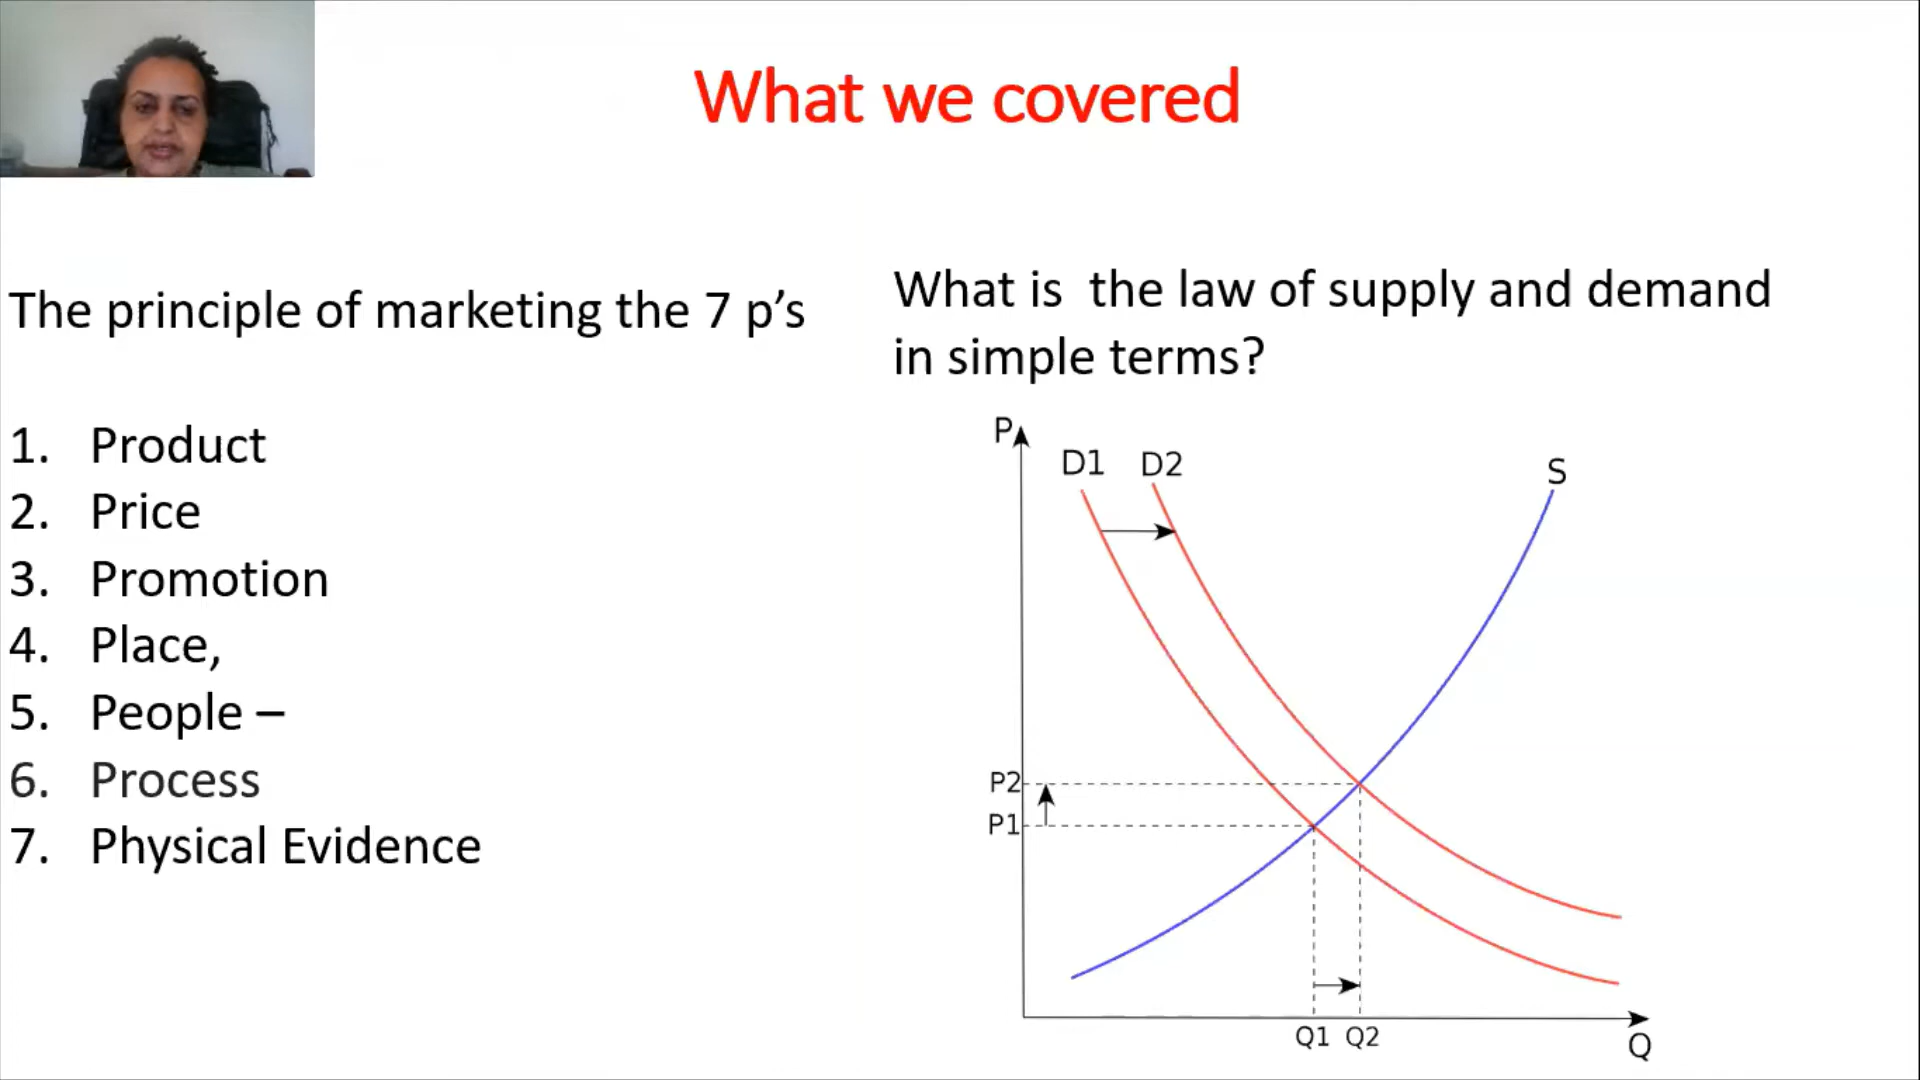 What we covered
The principle of marketing the 7 p’s
1. Product
2. Price
3. Promotion
4. Place,
5. People –
6. Process
7. Physical Evidence
What is the law of supply and demand
in simple terms?
P
D1 D2
S
P2
P1
Q1 Q2
Q